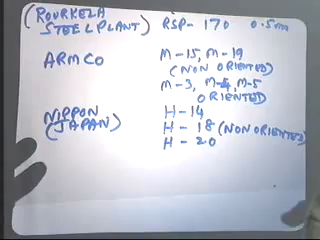 (ROURKELA
STEEL PLANT) RSP- 170 0.5mm
ARMCO M-15, M-19
(NON ORIENTED)
M-3, M-4, M-5
ORIENTED
NIPPON H-14
(JAPAN) H-18 (NON ORIENTED)
H-20